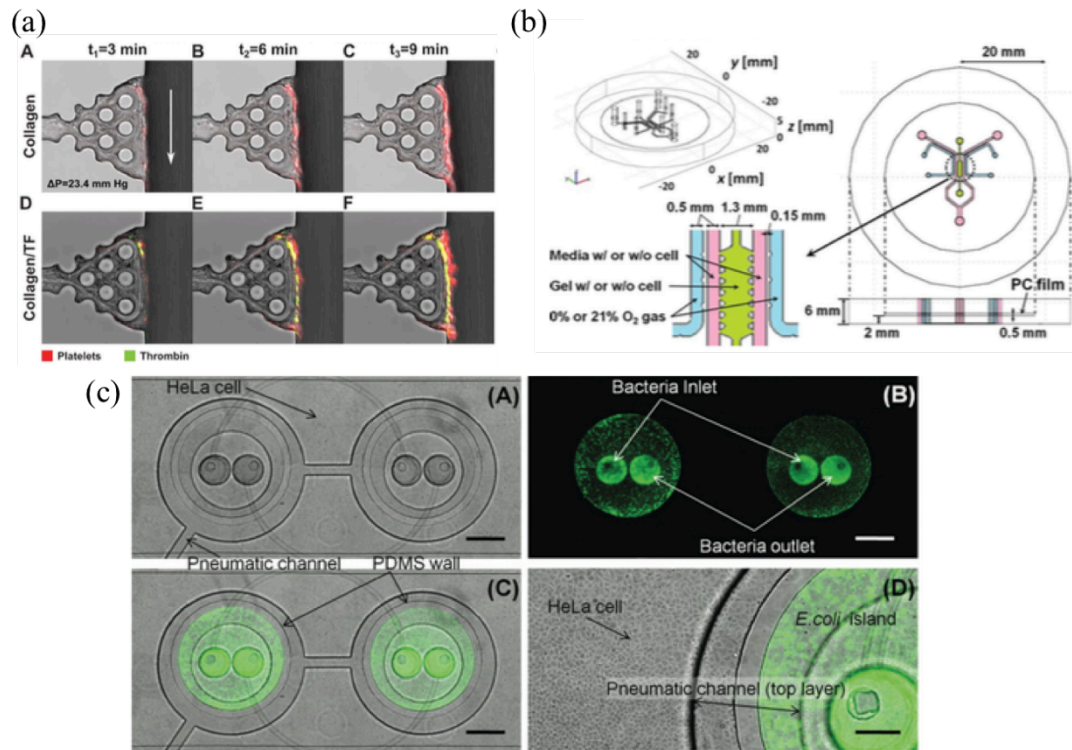 (a)
t₁=3 min
t₂=6 min
t₃=9 min
A
B
C
Collagen
ΔP=23.4 mm Hg
D
E
F
Collagen/TF
Platelets
Thrombin
(b)
20
0
-20
y [mm]
5
0
z [mm]
20
0
-20
x [mm]
20 mm
0.5 mm
1.3 mm
0.15 mm
Media w/ or w/o cell
Gel w/ or w/o cell
0% or 21% O₂ gas
PC film
6 mm
2 mm
0.5 mm
(c)
HeLa cell
(A)
Bacteria Inlet
(B)
Bacteria outlet
Pneumatic channel
PDMS wall
(C)
HeLa cell
(D)
E.coli island
Pneumatic channel (top layer)